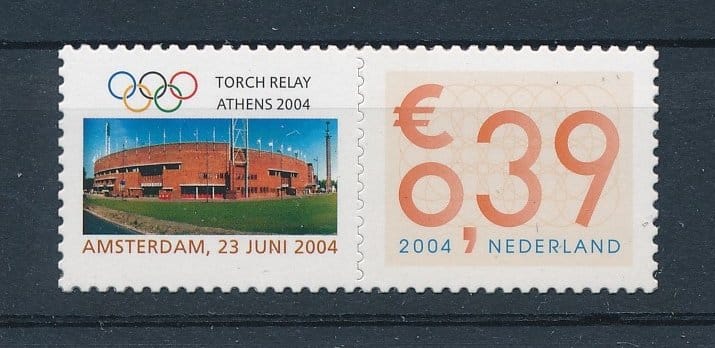 TORCH RELAY
ATHENS 2004
AMSTERDAM, 23 JUNI 2004
€0,39
2004 NEDERLAND